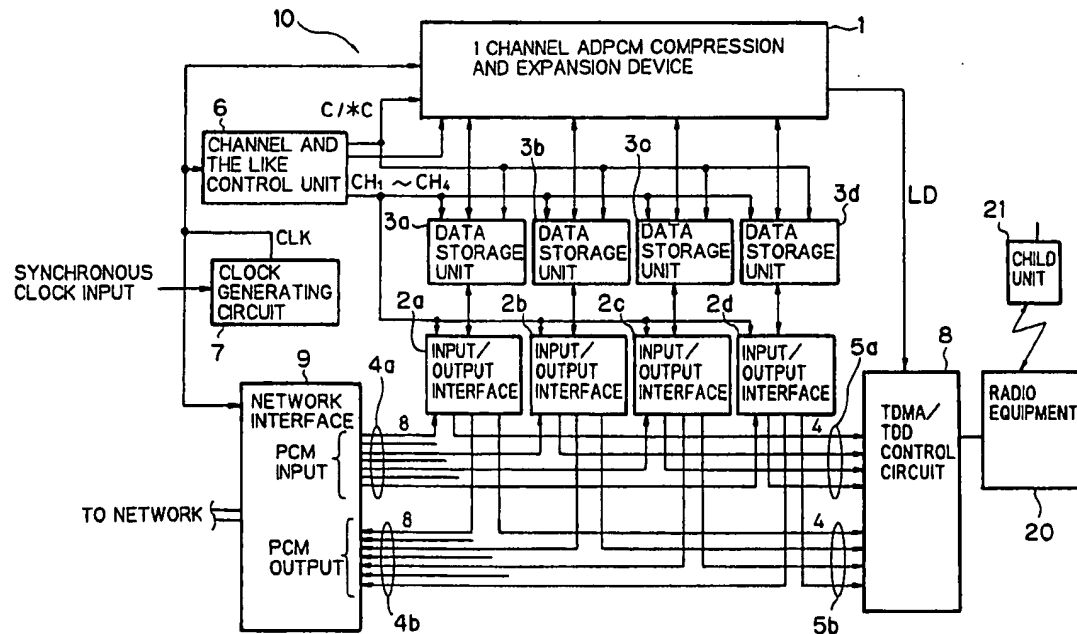 10
1
1 CHANNEL ADPCM COMPRESSION
AND EXPANSION DEVICE
C/*C
6
CHANNEL AND
THE LIKE
CONTROL UNIT
CH1 ~ CH4
3a
3b
3c
3d
DATA
STORAGE
UNIT
DATA
STORAGE
UNIT
DATA
STORAGE
UNIT
DATA
STORAGE
UNIT
LD
21
CHILD
UNIT
CLK
SYNCHRONOUS
CLOCK INPUT
CLOCK
GENERATING
CIRCUIT
7
2a
2b
2c
2d
INPUT/
OUTPUT
INTERFACE
INPUT/
OUTPUT
INTERFACE
INPUT/
OUTPUT
INTERFACE
INPUT/
OUTPUT
INTERFACE
9
4a
5a
8
NETWORK
INTERFACE
PCM
INPUT
8
4
TDMA/
TDD
CONTROL
CIRCUIT
RADIO
EQUIPMENT
20
TO NETWORK
PCM
OUTPUT
8
4
4b
5b